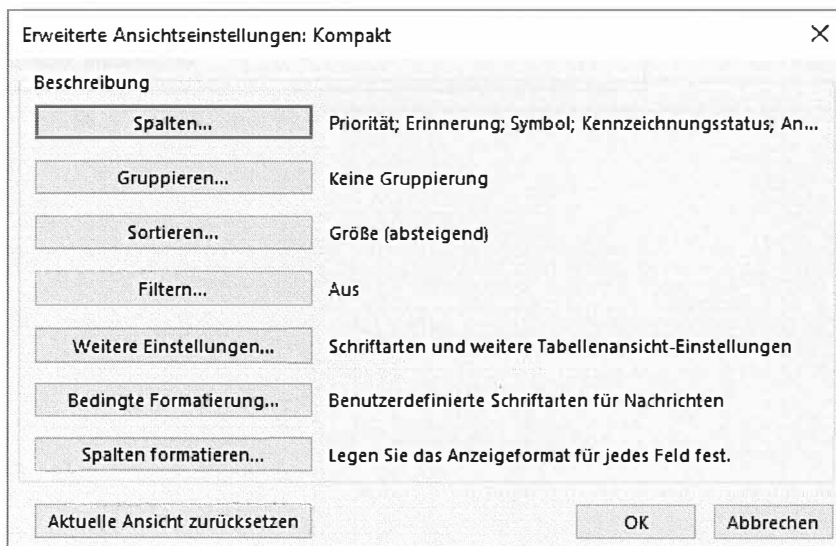 Erweiterte Ansichtseinstellungen: Kompakt
Beschreibung
Spalten... Priorität; Erinnerung; Symbol; Kennzeichnungsstatus; An...
Gruppieren... Keine Gruppierung
Sortieren... Größe (absteigend)
Filtern... Aus
Weitere Einstellungen... Schriftarten und weitere Tabellenansicht-Einstellungen
Bedingte Formatierung... Benutzerdefinierte Schriftarten für Nachrichten
Spalten formatieren... Legen Sie das Anzeigeformat für jedes Feld fest.
Aktuelle Ansicht zurücksetzen OK Abbrechen